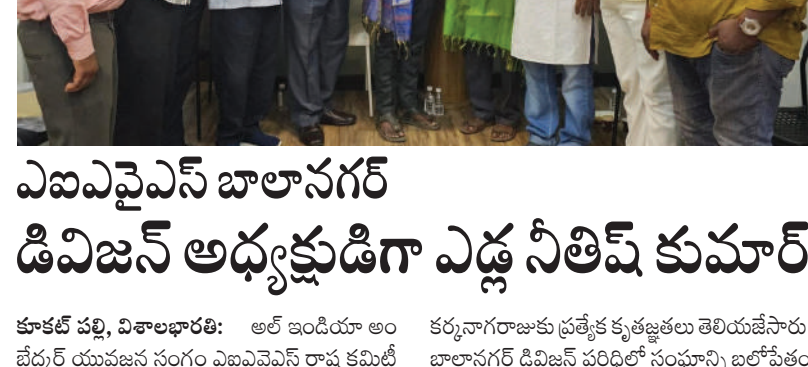 ఎఐఎవైఎస్ బాలానగర్
డివిజన్ అధ్యక్షుడిగా ఎడ్ల నీతిష్ కుమార్
కూకట్ పల్లి, విశాలభారతి: అల్ ఇండియా అం
బేద్కర్ యువజన సంగం ఎఐఎవైఎస్ రాష్ట్ర కమిటీ
కర్కనాగరాజుకు ప్రత్యేక కృతజ్ఞతలు తెలియజేసారు
బాలానగర్ డివిజన్ పరిధిలో సంఘాన్ని బలోపేతం